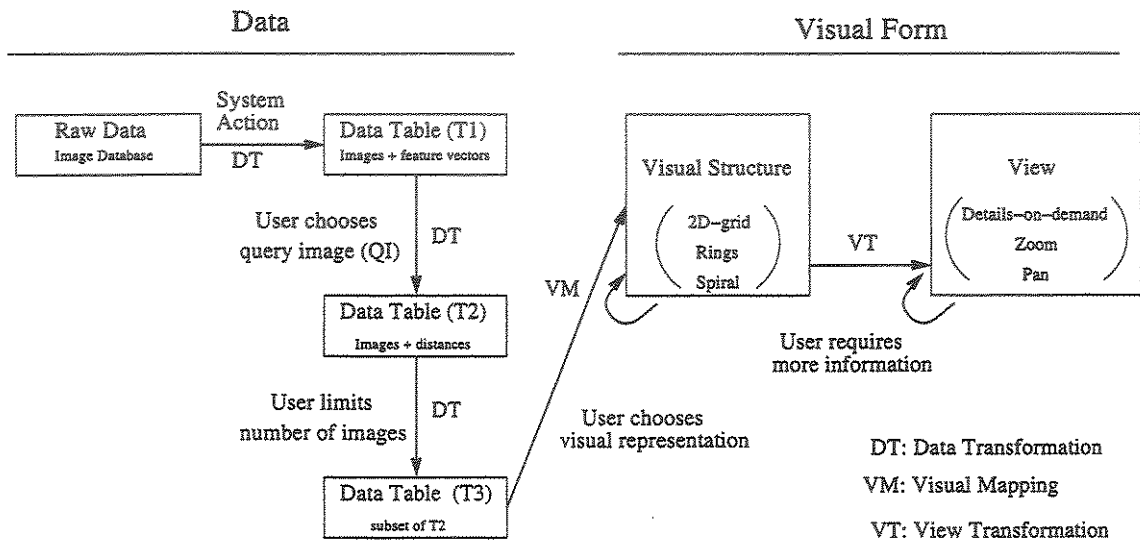 Data
Visual Form
System
Action
DT
Raw Data
Image Database
Data Table (T1)
Images + feature vectors
User chooses
query image (QI)
DT
Data Table (T2)
Images + distances
User limits
number of images
DT
Data Table (T3)
subset of T2
VM
User chooses
visual representation
Visual Structure
2D-grid
Rings
Spiral
VT
View
Details-on-demand
Zoom
Pan
User requires
more information
DT: Data Transformation
VM: Visual Mapping
VT: View Transformation